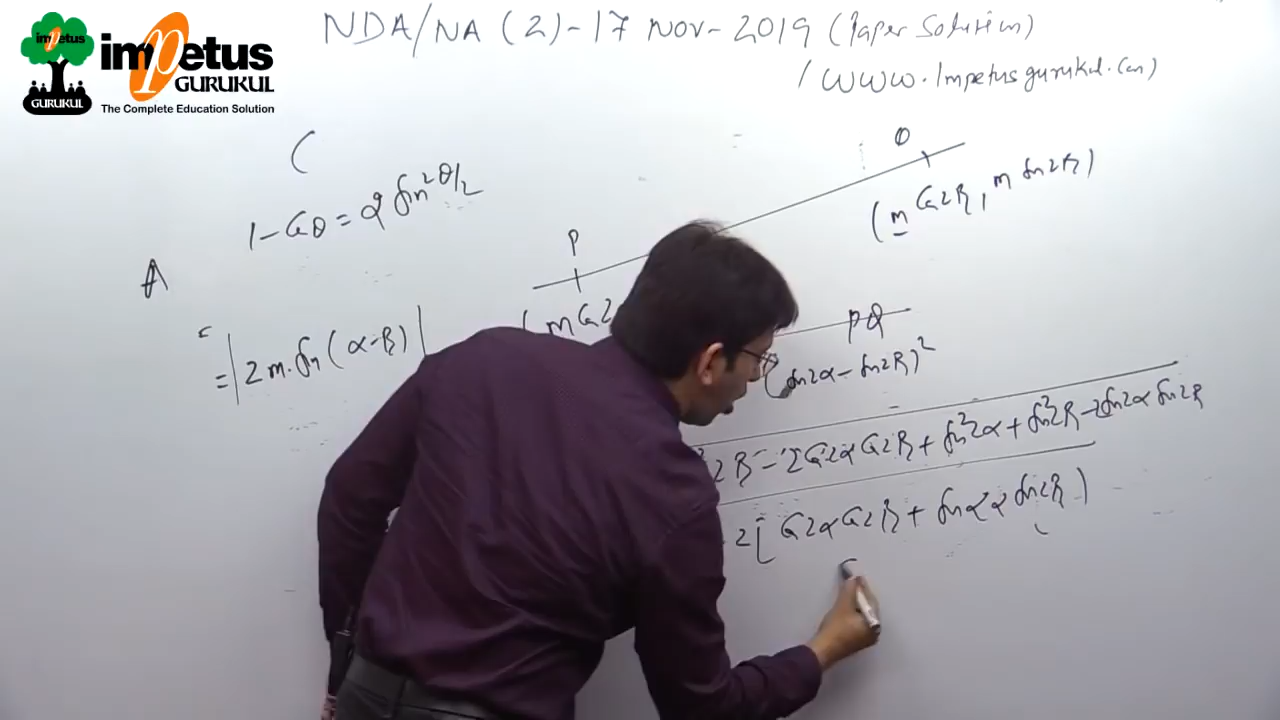 NDA/NA (2)-17 Nov-2019 (Paper Solution)
impetus
GURUKUL
impetus
GURUKUL
The Complete Education Solution
/ www.Impetusgurukul.com)
(
1-Cosθ = 2 Sin²θ/2
A
Q
(m Cos2β, m Sin2β)
P
(m Cos2
PQ
= |2m.Sin(α-β)|
(Sin2α - Sin2β)²
²2β - 2Cos2α Cos2β + Sin²2α + Sin²2β - 2Sin2α Sin2β
2[Cos2α Cos2β + Sin2α Sin2β)